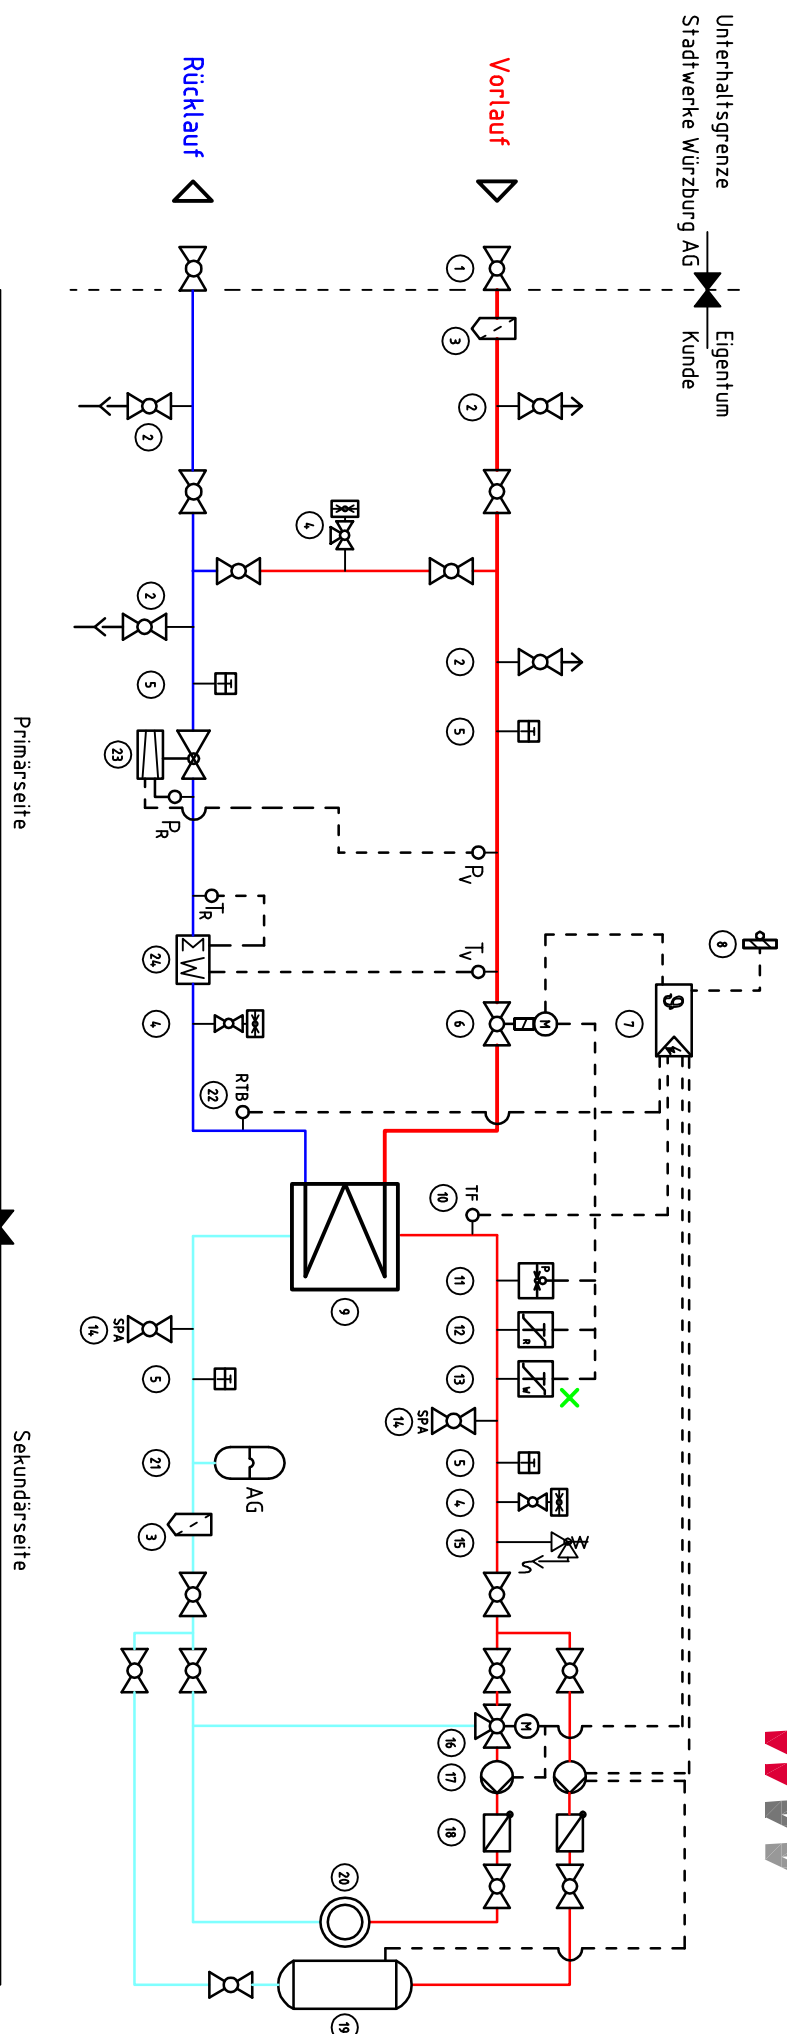 Unterhaltsgrenze
Stadtwerke Würzburg AG
Eigentum
Kunde
Vorlauf
Rücklauf
1
3
2
2
4
2
2
5
5
23
P R
P V
T R
T V
24
4
6
M
7
ϑ
8
RTB
22
TF
10
9
P
11
R
12
W
13
SPA
14
SPA
14
5
5
4
15
21
AG
3
M
16
17
18
20
19
Primärseite
Sekundärseite